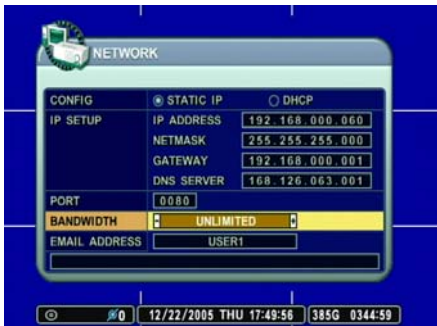 NETWORK
CONFIG STATIC IP DHCP
IP SETUP IP ADDRESS 192.168.000.060
NETMASK 255.255.255.000
GATEWAY 192.168.000.001
DNS SERVER 168.126.063.001
PORT 0080
BANDWIDTH - UNLIMITED +
EMAIL ADDRESS USER1
0 12/22/2005 THU 17:49:56 385G 0344:59